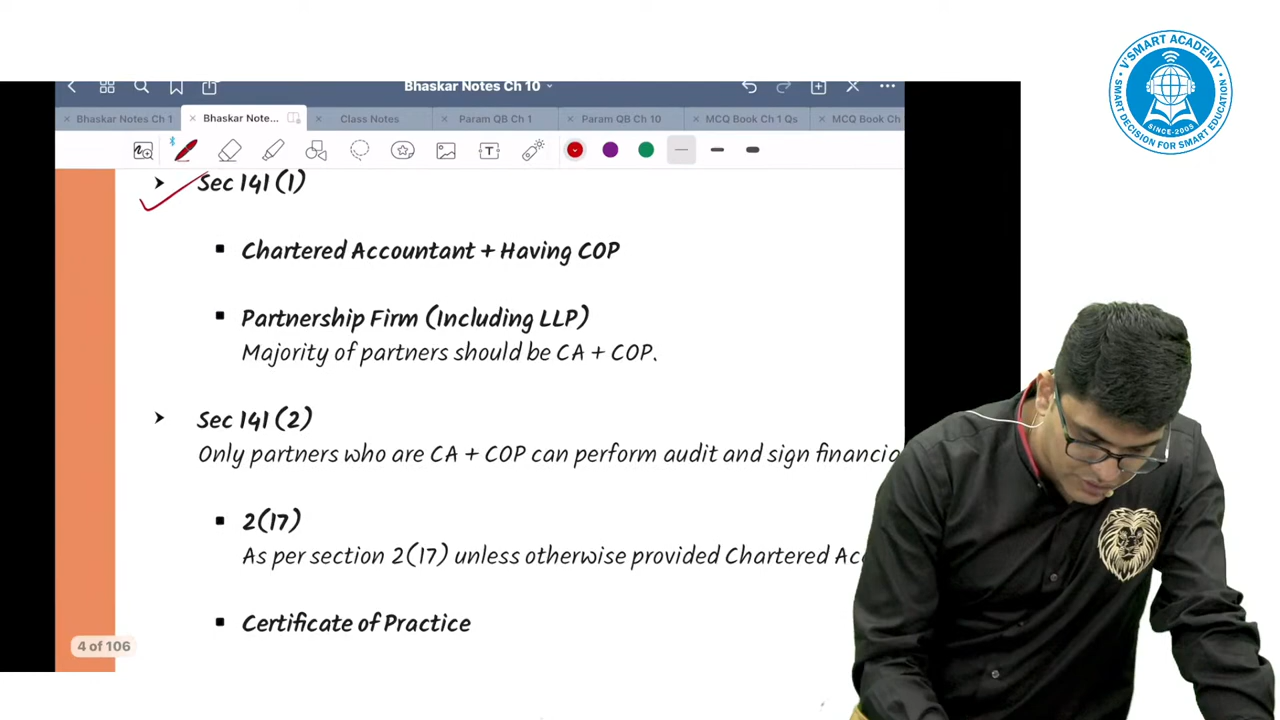 Bhaskar Notes Ch 10
Bhaskar Notes Ch 1
Bhaskar Note...
Class Notes
Param QB Ch 1
Param QB Ch 10
MCQ Book Ch 1 Qs
MCQ Book Ch
Sec 141 (1)
Chartered Accountant + Having COP
Partnership Firm (Including LLP)
Majority of partners should be CA + COP.
Sec 141 (2)
Only partners who are CA + COP can perform audit and sign
2(17)
As per section 2(17) unless otherwise provided Chartered
Certificate of Practice
4 of 106
V'SMART ACADEMY
SINCE-2005
SMART DECISION FOR SMART EDUCATION